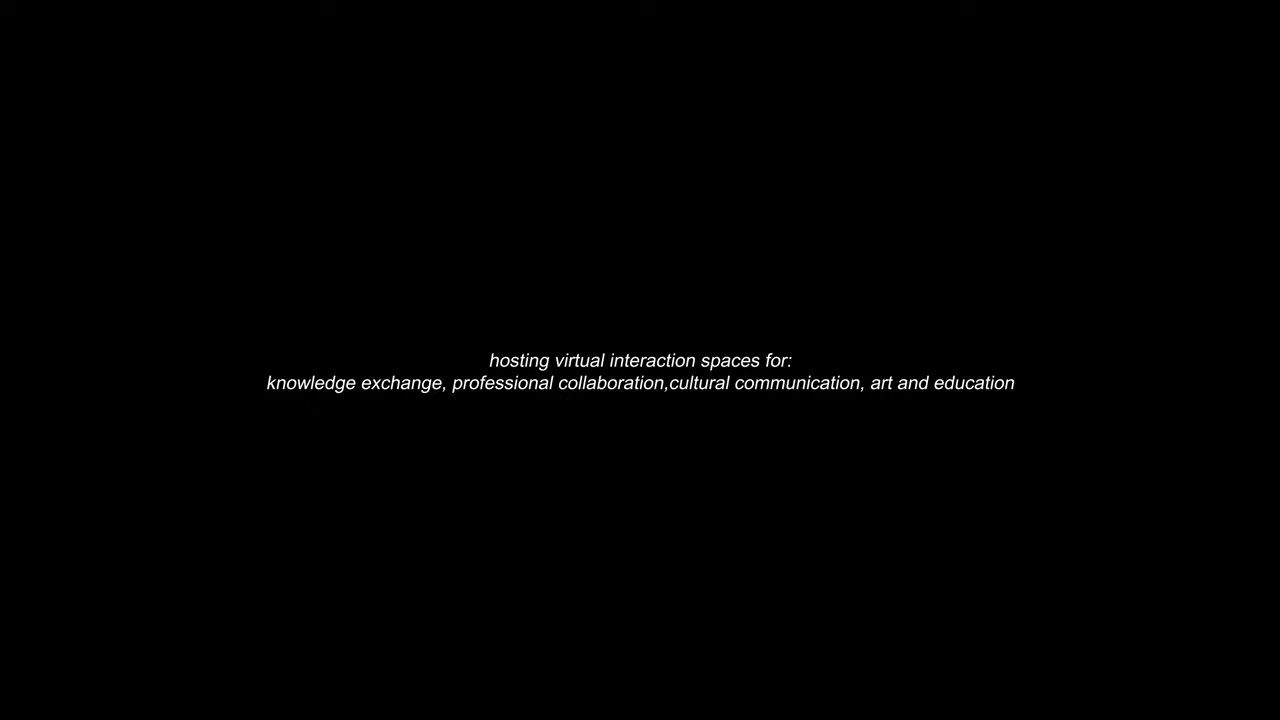 hosting virtual interaction spaces for:
knowledge exchange, professional collaboration,cultural communication, art and education